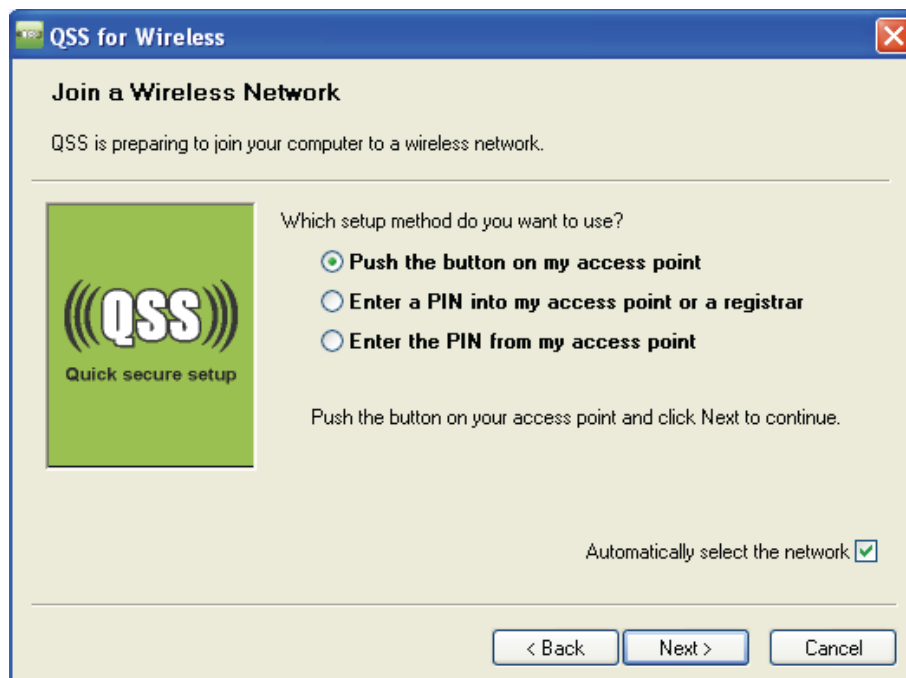 QSS for Wireless
Join a Wireless Network
QSS is preparing to join your computer to a wireless network.
Which setup method do you want to use?
Push the button on my access point
Enter a PIN into my access point or a registrar
Enter the PIN from my access point
(((QSS)))
Quick secure setup
Push the button on your access point and click Next to continue.
Automatically select the network
< Back
Next >
Cancel